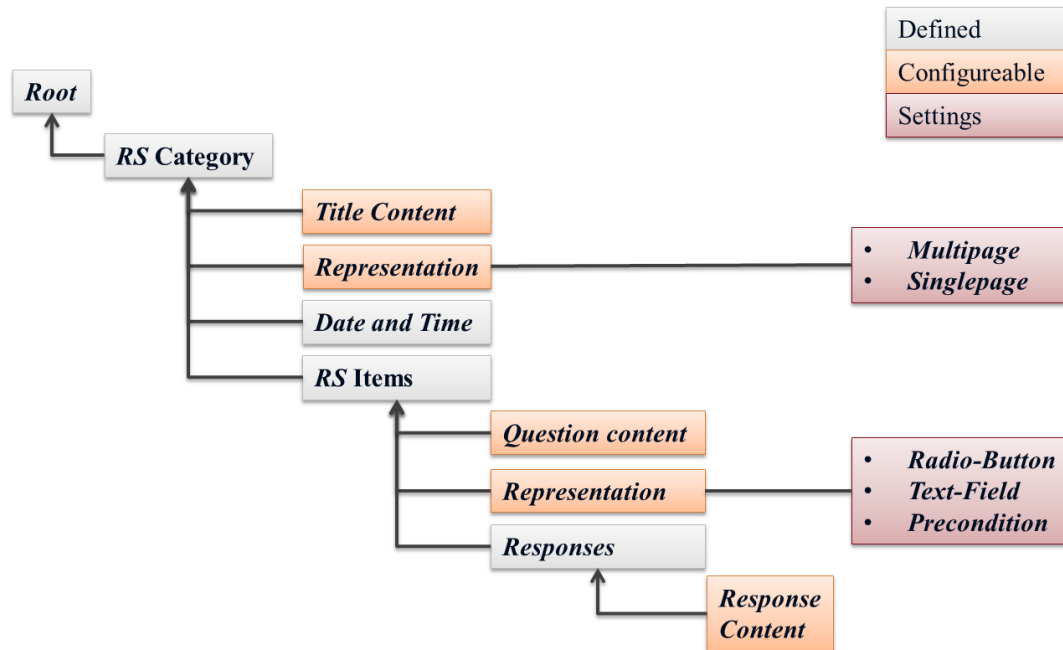 Defined
Configureable
Settings
Root
RS Category
Title Content
Representation
• Multipage
• Singlepage
Date and Time
RS Items
Question content
Representation
• Radio-Button
• Text-Field
• Precondition
Responses
Response
Content